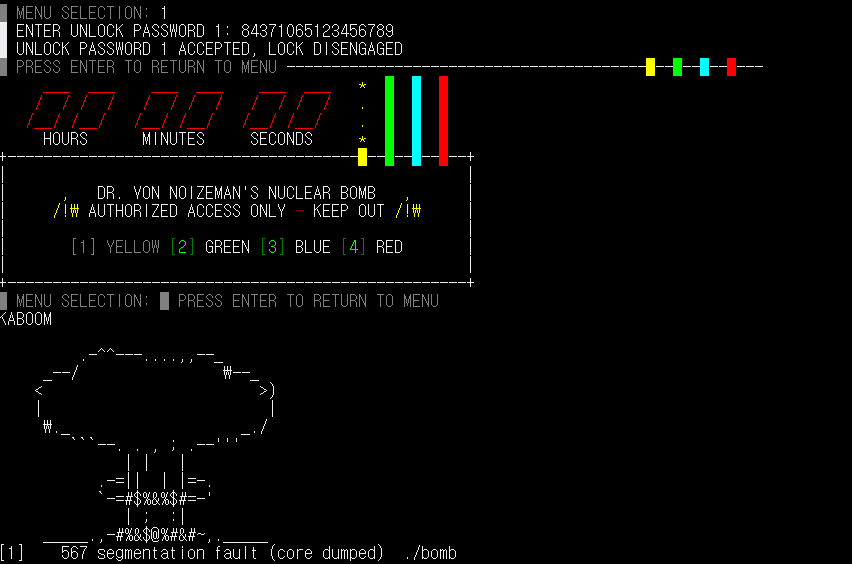 MENU SELECTION: 1
ENTER UNLOCK PASSWORD 1: 84371065123456789
UNLOCK PASSWORD 1 ACCEPTED, LOCK DISENGAGED
PRESS ENTER TO RETURN TO MENU
00 00 00
HOURS MINUTES SECONDS
DR. VON NOIZEMAN'S NUCLEAR BOMB
/!₩ AUTHORIZED ACCESS ONLY - KEEP OUT /!₩
[1] YELLOW [2] GREEN [3] BLUE [4] RED
MENU SELECTION: PRESS ENTER TO RETURN TO MENU
KABOOM
[1] 567 segmentation fault (core dumped) ./bomb